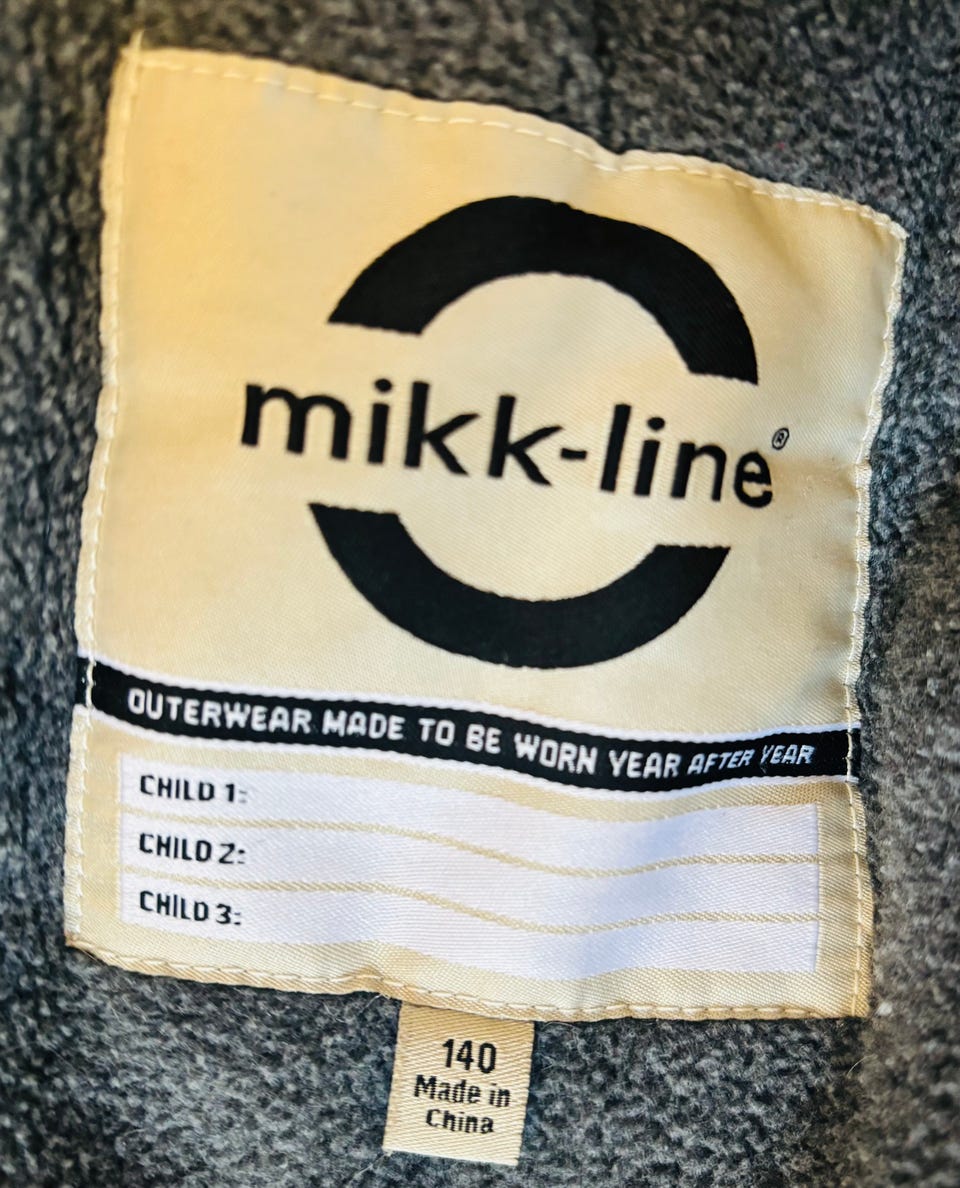 mikk-line®
OUTERWEAR MADE TO BE WORN YEAR AFTER YEAR
CHILD 1:
CHILD 2:
CHILD 3:
140
Made in
China